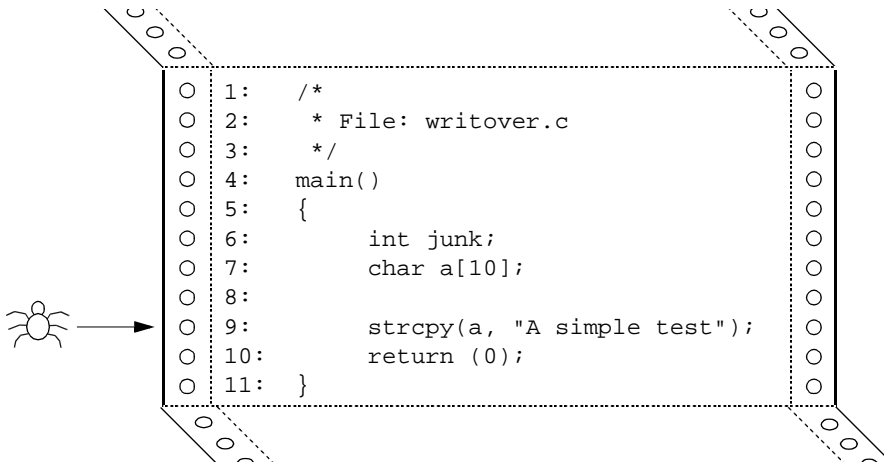 1:    /*
2:     * File: writover.c
3:     */
4:    main()
5:    {
6:         int junk;
7:         char a[10];
8:
9:         strcpy(a, "A simple test");
10:        return (0);
11:   }